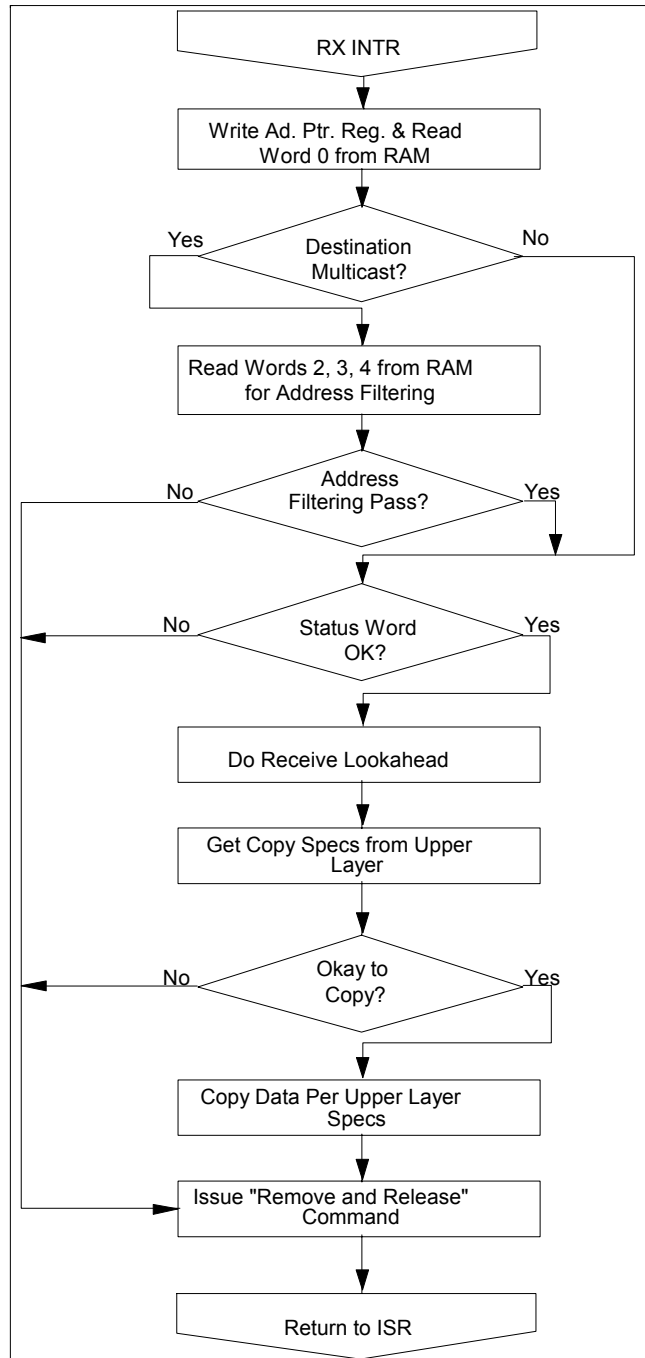 RX INTR
Write Ad. Ptr. Reg. & Read
Word 0 from RAM
Yes
No
Destination
Multicast?
Read Words 2, 3, 4 from RAM
for Address Filtering
No
Address
Filtering Pass?
Yes
No
Status Word
OK?
Yes
Do Receive Lookahead
Get Copy Specs from Upper
Layer
No
Okay to
Copy?
Yes
Copy Data Per Upper Layer
Specs
Issue "Remove and Release"
Command
Return to ISR